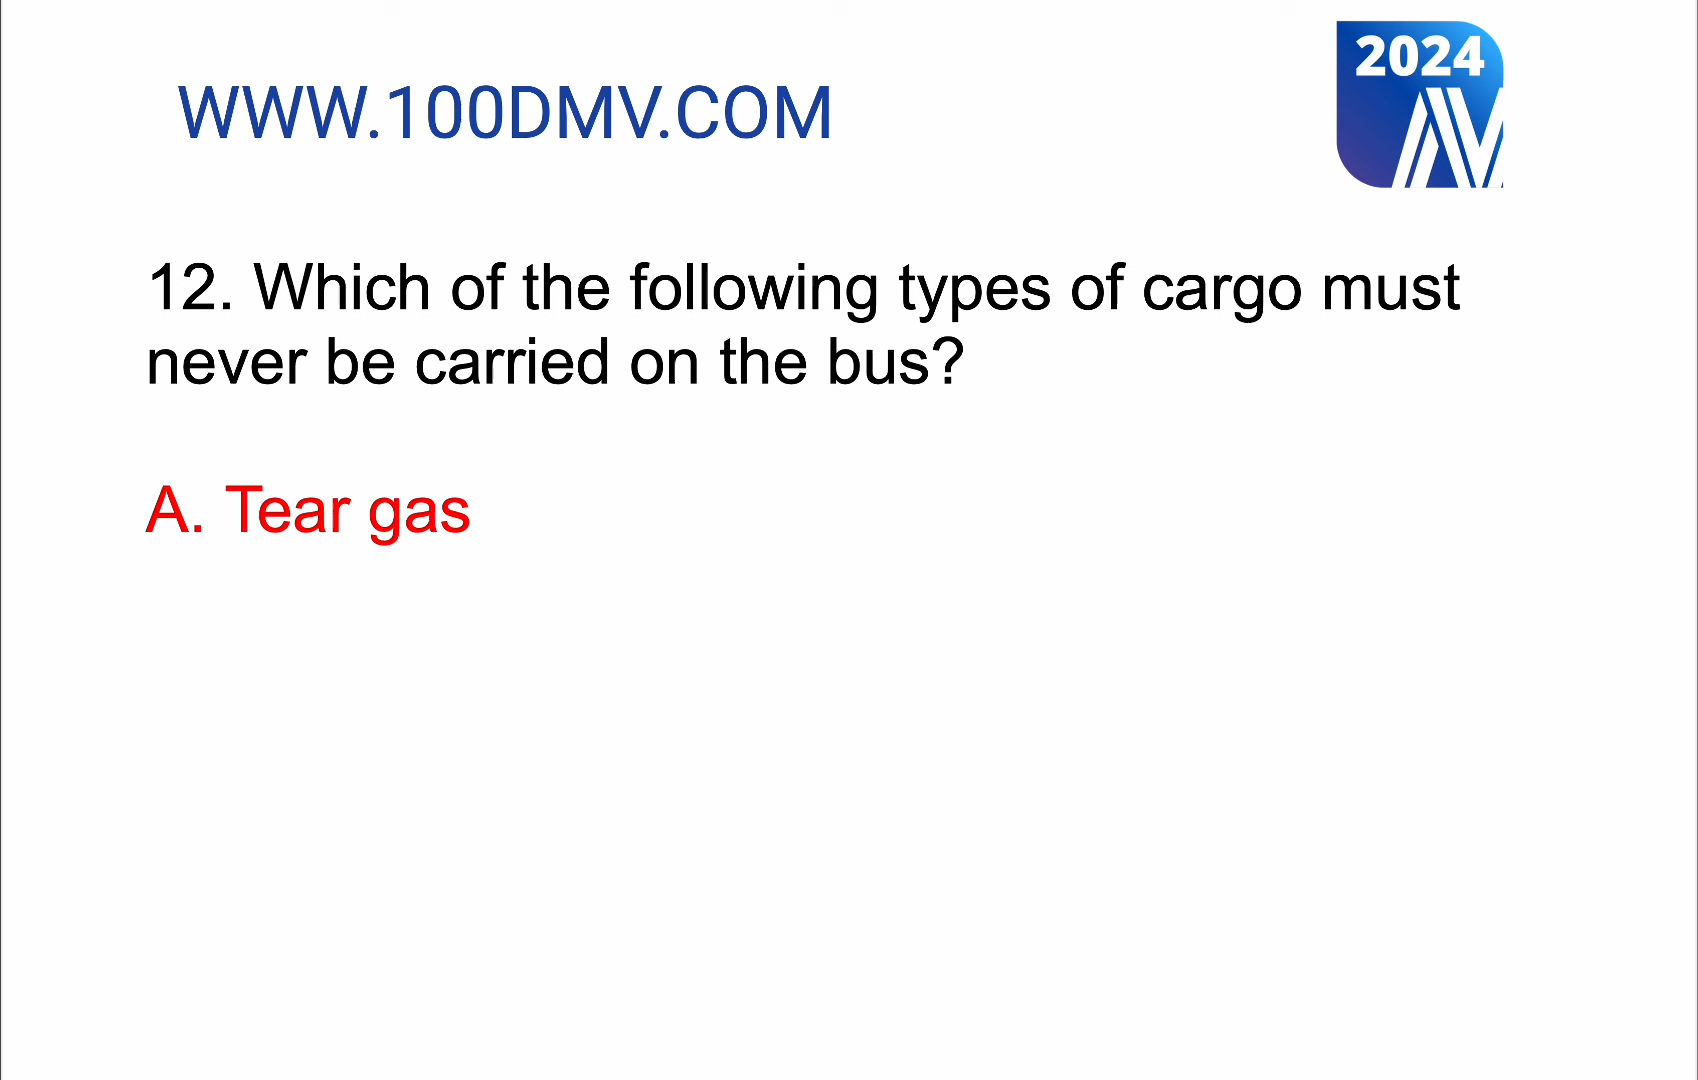 WWW.100DMV.COM
2024
12. Which of the following types of cargo must
never be carried on the bus?
A. Tear gas